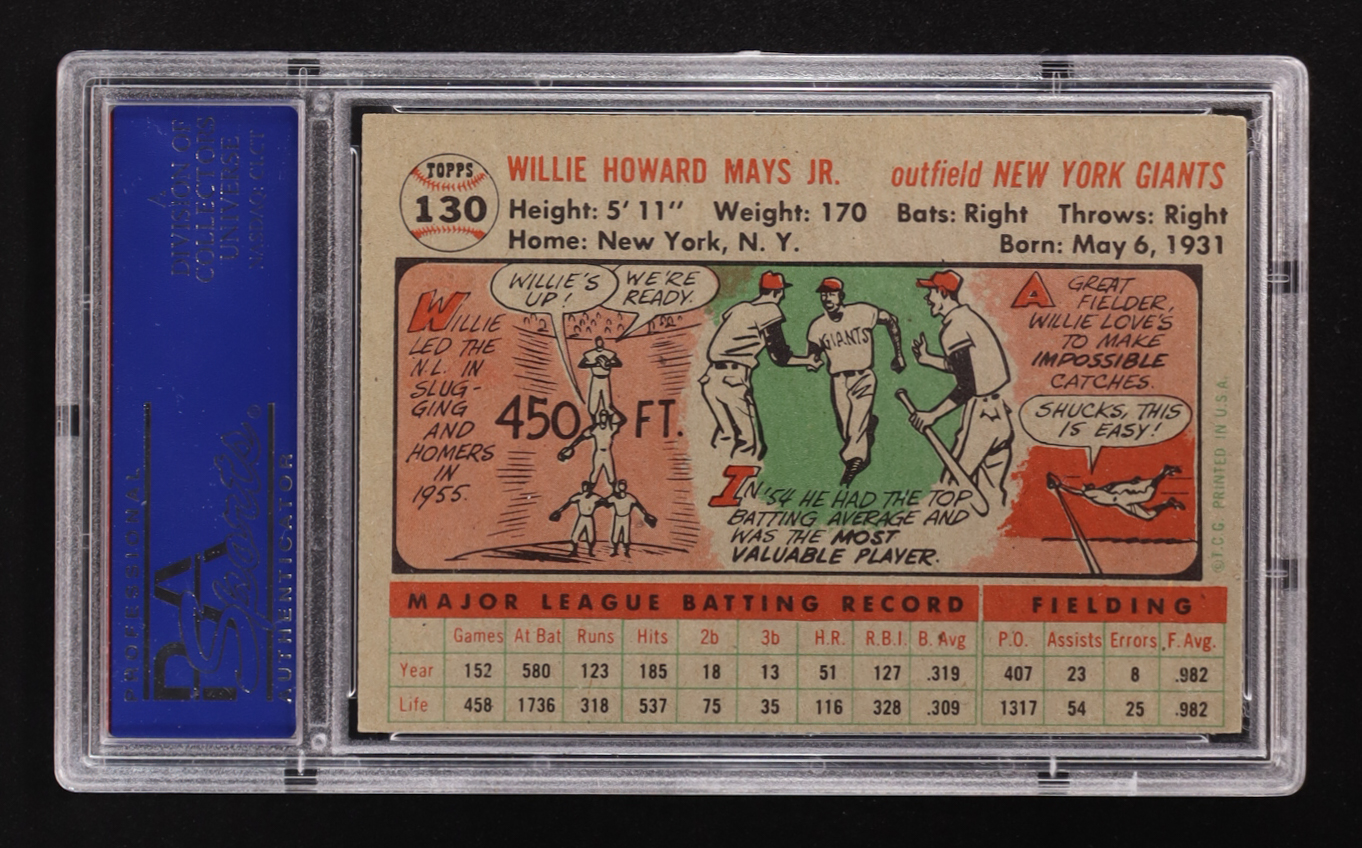 A
DIVISION OF
COLLECTORS
UNIVERSE
NASDAQ: CLCT
PROFESSIONAL
PSA
Sports
AUTHENTICATOR
TOPPS
130
WILLIE HOWARD MAYS JR. outfield NEW YORK GIANTS
Height: 5' 11" Weight: 170 Bats: Right Throws: Right
Home: New York, N. Y. Born: May 6, 1931
WILLIE
LED THE
N.L. IN
SLUG-
GING
AND
HOMERS
IN
1955.
WILLIE'S
UP!
WE'RE
READY.
450 FT.
GIANTS
IN '54 HE HAD THE TOP
BATTING AVERAGE AND
WAS THE MOST
VALUABLE PLAYER.
A GREAT
FIELDER,
WILLIE LOVE'S
TO MAKE
IMPOSSIBLE
CATCHES.
SHUCKS, THIS
IS EASY!
©T.C.G. PRINTED IN U.S.A.
MAJOR LEAGUE BATTING RECORD FIELDING
Games At Bat Runs Hits 2b 3b H.R. R.B.I. B. Avg P.O. Assists Errors F. Avg.
Year 152 580 123 185 18 13 51 127 .319 407 23 8 .982
Life 458 1736 318 537 75 35 116 328 .309 1317 54 25 .982